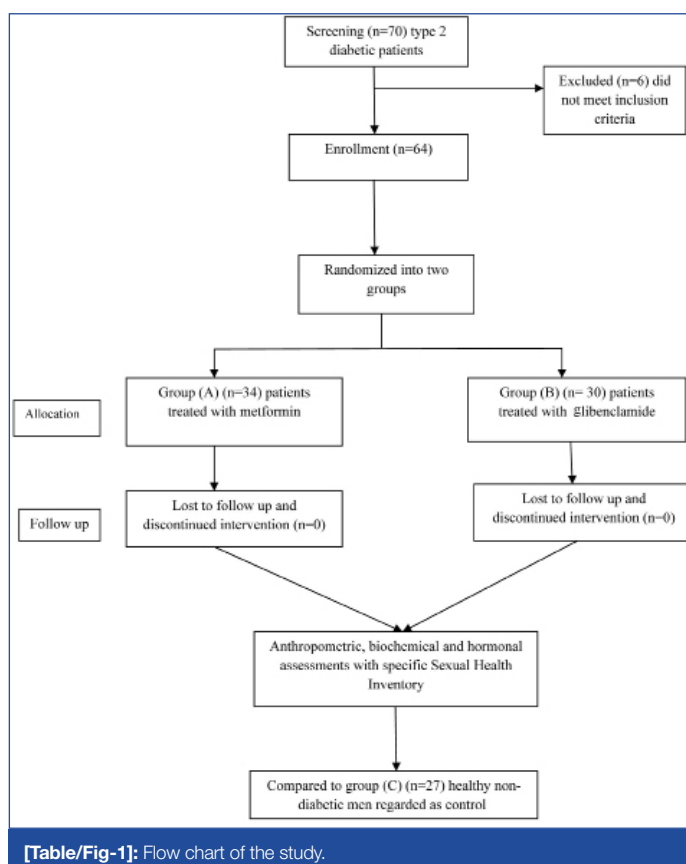 Screening (n=70) type 2
diabetic patients
Excluded (n=6) did
not meet inclusion
criteria
Enrollment (n=64)
Randomized into two
groups
Allocation
Group (A) (n=34) patients
treated with metformin
Group (B) (n= 30) patients
treated with glibenclamide
Follow up
Lost to follow up and
discontinued intervention (n=0)
Lost to follow up and
discontinued intervention (n=0)
Anthropometric, biochemical and hormonal
assessments with specific Sexual Health
Inventory
Compared to group (C) (n=27) healthy non-
diabetic men regarded as control
[Table/Fig-1]: Flow chart of the study.